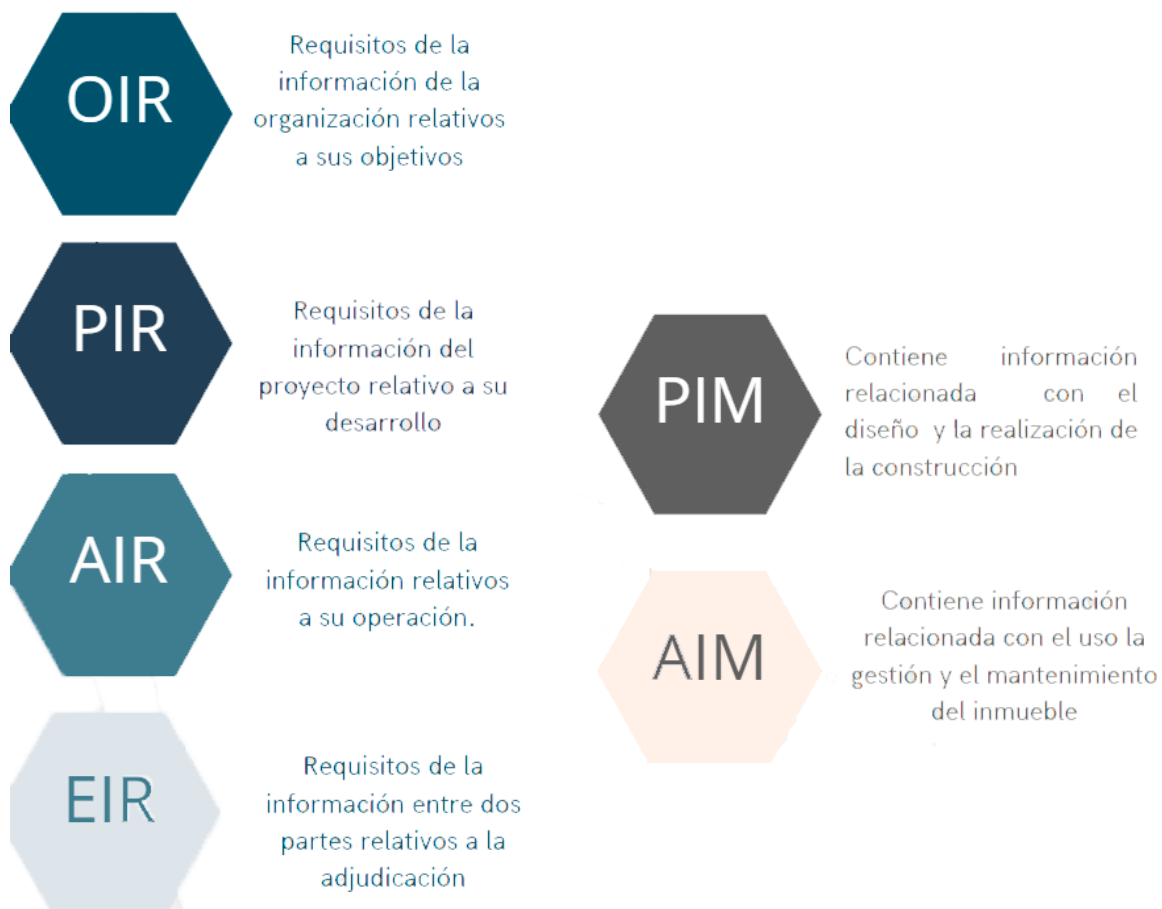 OIR
Requisitos de la
información de la
organización relativos
a sus objetivos
PIR
Requisitos de la
información del
proyecto relativo a su
desarrollo
AIR
Requisitos de la
información relativos
a su operación.
EIR
Requisitos de la
información entre dos
partes relativos a la
adjudicación
PIM
Contiene información
relacionada con el
diseño y la realización de
la construcción
AIM
Contiene información
relacionada con el uso la
gestión y el mantenimiento
del inmueble